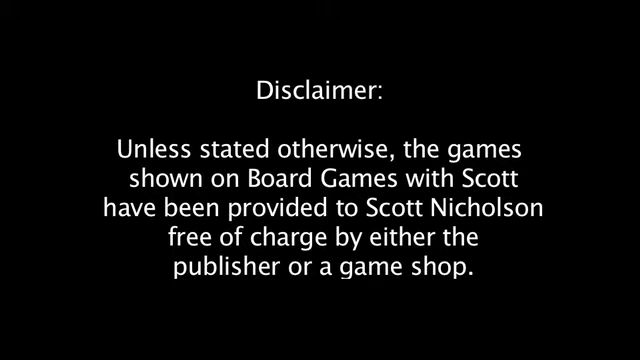 Disclaimer:
Unless stated otherwise, the games
shown on Board Games with Scott
have been provided to Scott Nicholson
free of charge by either the
publisher or a game shop.